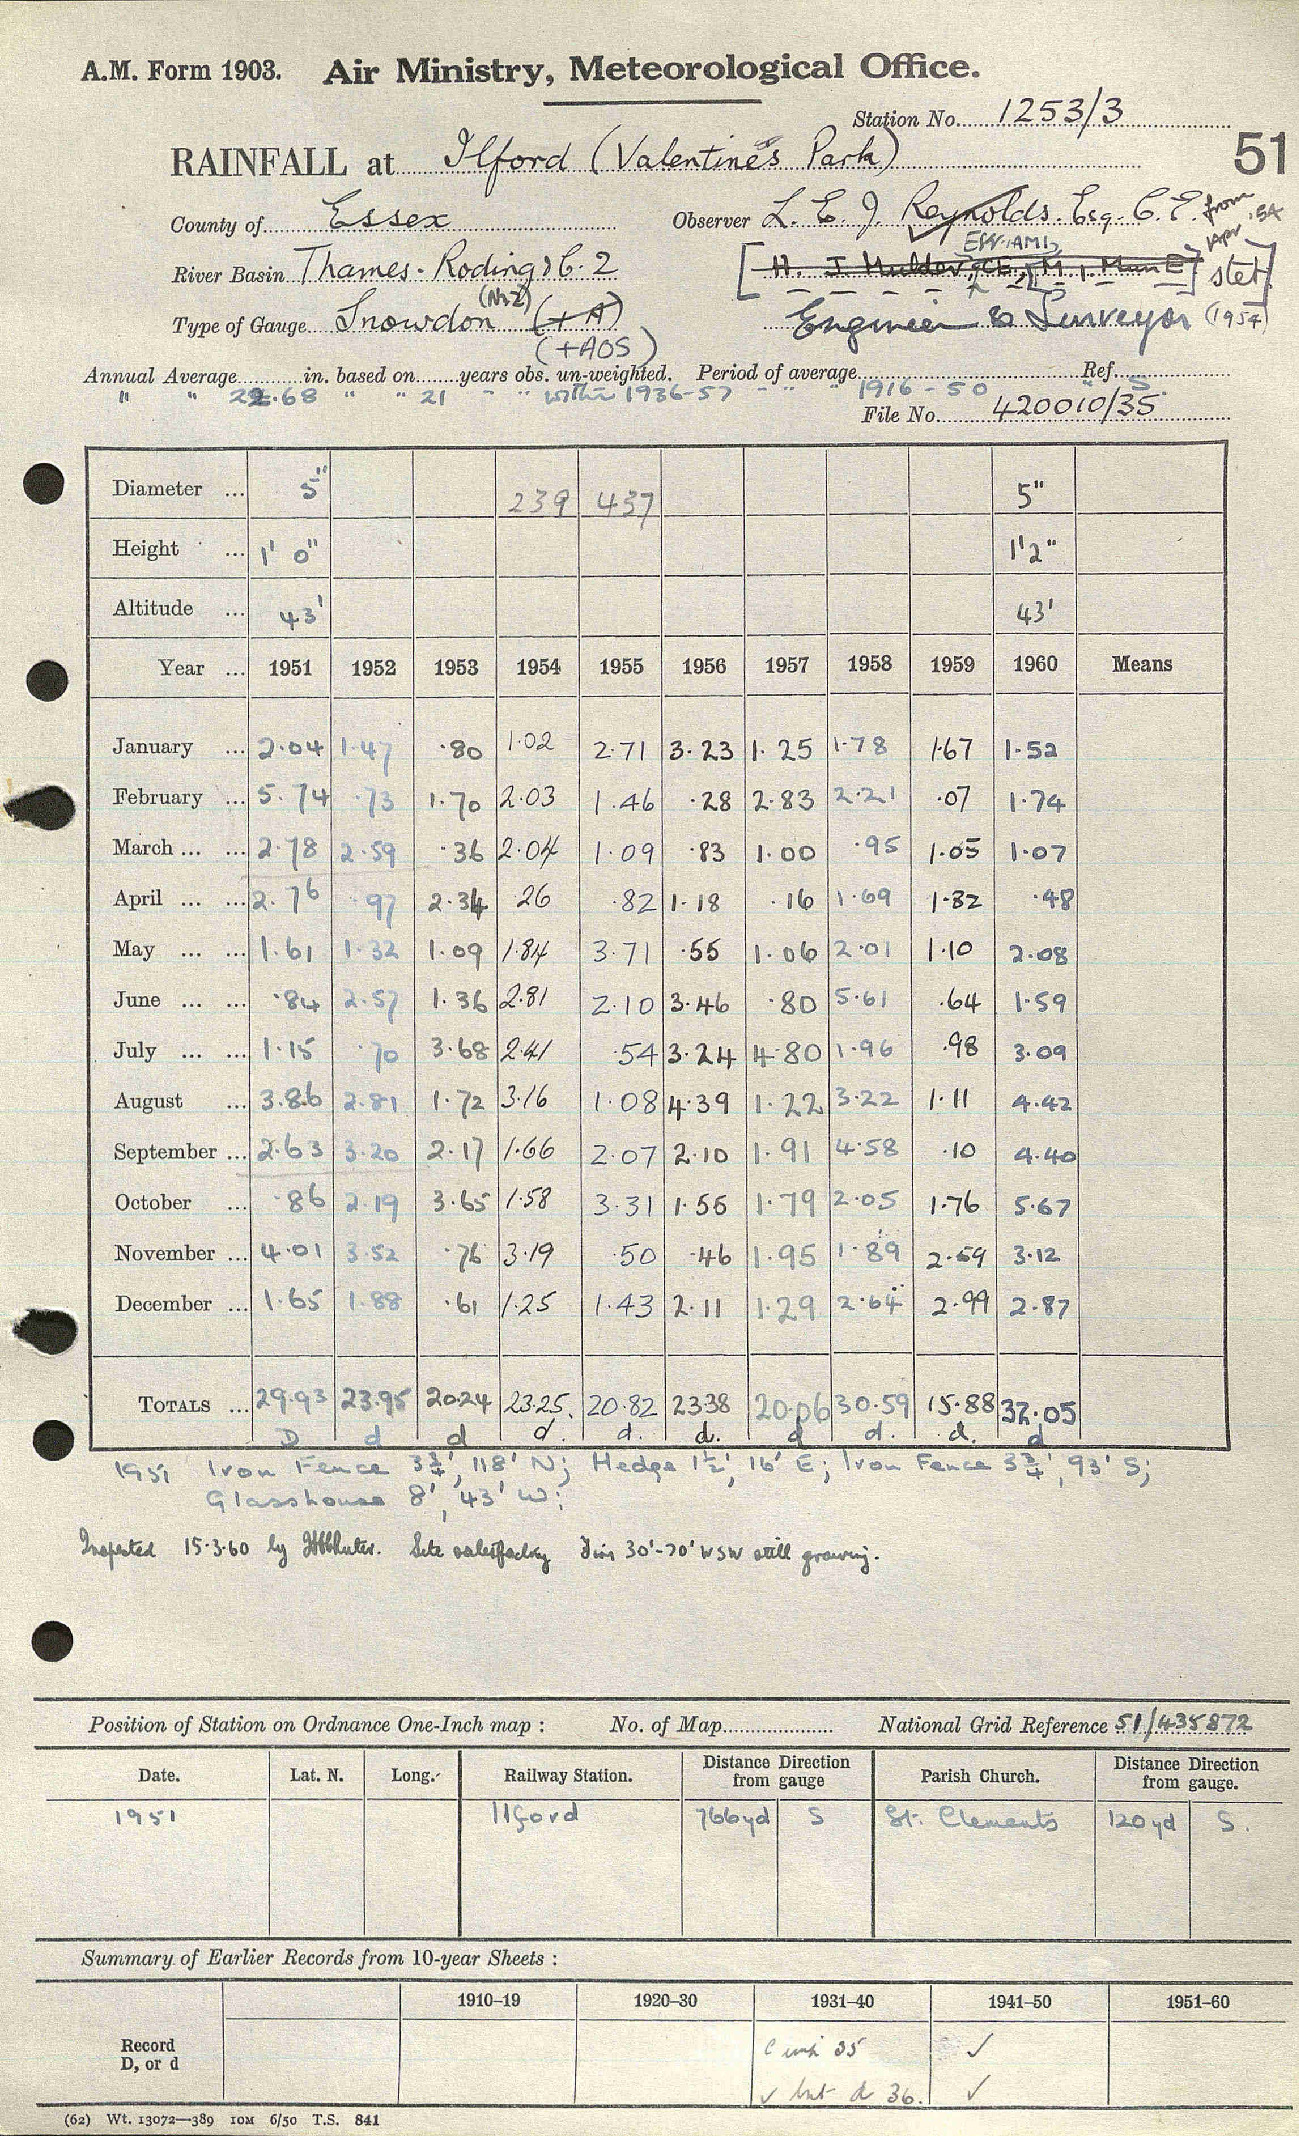 A.M. Form 1903. Air Ministry, Meteorological Office.
Station No. 1253/3
51
RAINFALL at Ilford (Valentine's Park)
County of Essex Observer L. E. J. Reynolds. Esq. C.E. from Apr '54
River Basin Thames - Roding & C. 2 stet
Type of Gauge Snowdon (No 2) (+A) Engineer & Surveyor (1954)
(+AOS)
Annual Average in. based on years obs. un-weighted. Period of average Ref.
" " 22.68 " " 21 - " within 1936-57 - " " 1916-50 " S.
File No. 420010/35
Diameter ... 5" 239 437 5"
Height ... 1' 0" 1'2"
Altitude ... 43' 43'
Year ... 1951 1952 1953 1954 1955 1956 1957 1958 1959 1960 Means
January ... 2.04 1.47 .80 1.02 2.71 3.23 1.25 1.78 1.67 1.52
February ... 5.74 .73 1.70 2.03 1.46 .28 2.83 2.21 .07 1.74
March ... ... 2.78 2.59 .36 2.04 1.09 .83 1.00 .95 1.05 1.07
April ... ... 2.76 .97 2.34 .26 .82 1.18 .16 1.69 1.82 .48
May ... ... 1.61 1.32 1.09 1.84 3.71 .55 1.06 2.01 1.10 2.08
June ... ... .84 2.57 1.36 2.81 2.10 3.46 .80 5.61 .64 1.59
July ... ... 1.15 .70 3.68 2.41 .54 3.24 4.80 1.96 .98 3.09
August ... 3.86 2.81 1.72 3.16 1.08 4.39 1.22 3.22 1.11 4.42
September ... 2.63 3.20 2.17 1.66 2.07 2.10 1.91 4.58 .10 4.40
October ... .86 2.19 3.65 1.58 3.31 1.55 1.79 2.05 1.76 5.67
November ... 4.01 3.52 .76 3.19 .50 .46 1.95 1.89 2.59 3.12
December ... 1.65 1.88 .61 1.25 1.43 2.11 1.29 2.64 2.99 2.87
TOTALS ... 29.93 23.95 20.24 23.25. 20.82 23.38 20.06 30.59 15.88 32.05
D d d d. d. d. d d. d. d
1951 Iron Fence 3¾', 118' N; Hedge 1½', 16' E; Iron Fence 3¾', 93' S;
Glasshouse 8', 43' W;
Inspected 15.3.60 by Site satisfactory 30'-70' WSW still growing.
Position of Station on Ordnance One-Inch map : No. of Map National Grid Reference 51/435872
Date. Lat. N. Long. Railway Station. Distance Direction from gauge Parish Church. Distance Direction from gauge.
1951 Ilford 766yd S St. Clements 120yd S.
Summary of Earlier Records from 10-year Sheets :
1910–19 1920–30 1931–40 1941–50 1951–60
Record D, or d
C with 35 ✓
✓ but d 36. ✓
(62) Wt. 13072—389 10M 6/50 T.S. 841